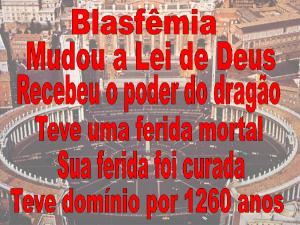 Blasfêmia
Mudou a Lei de Deus
Recebeu o poder do dragão
Teve uma ferida mortal
Sua ferida foi curada
Teve domínio por 1260 anos